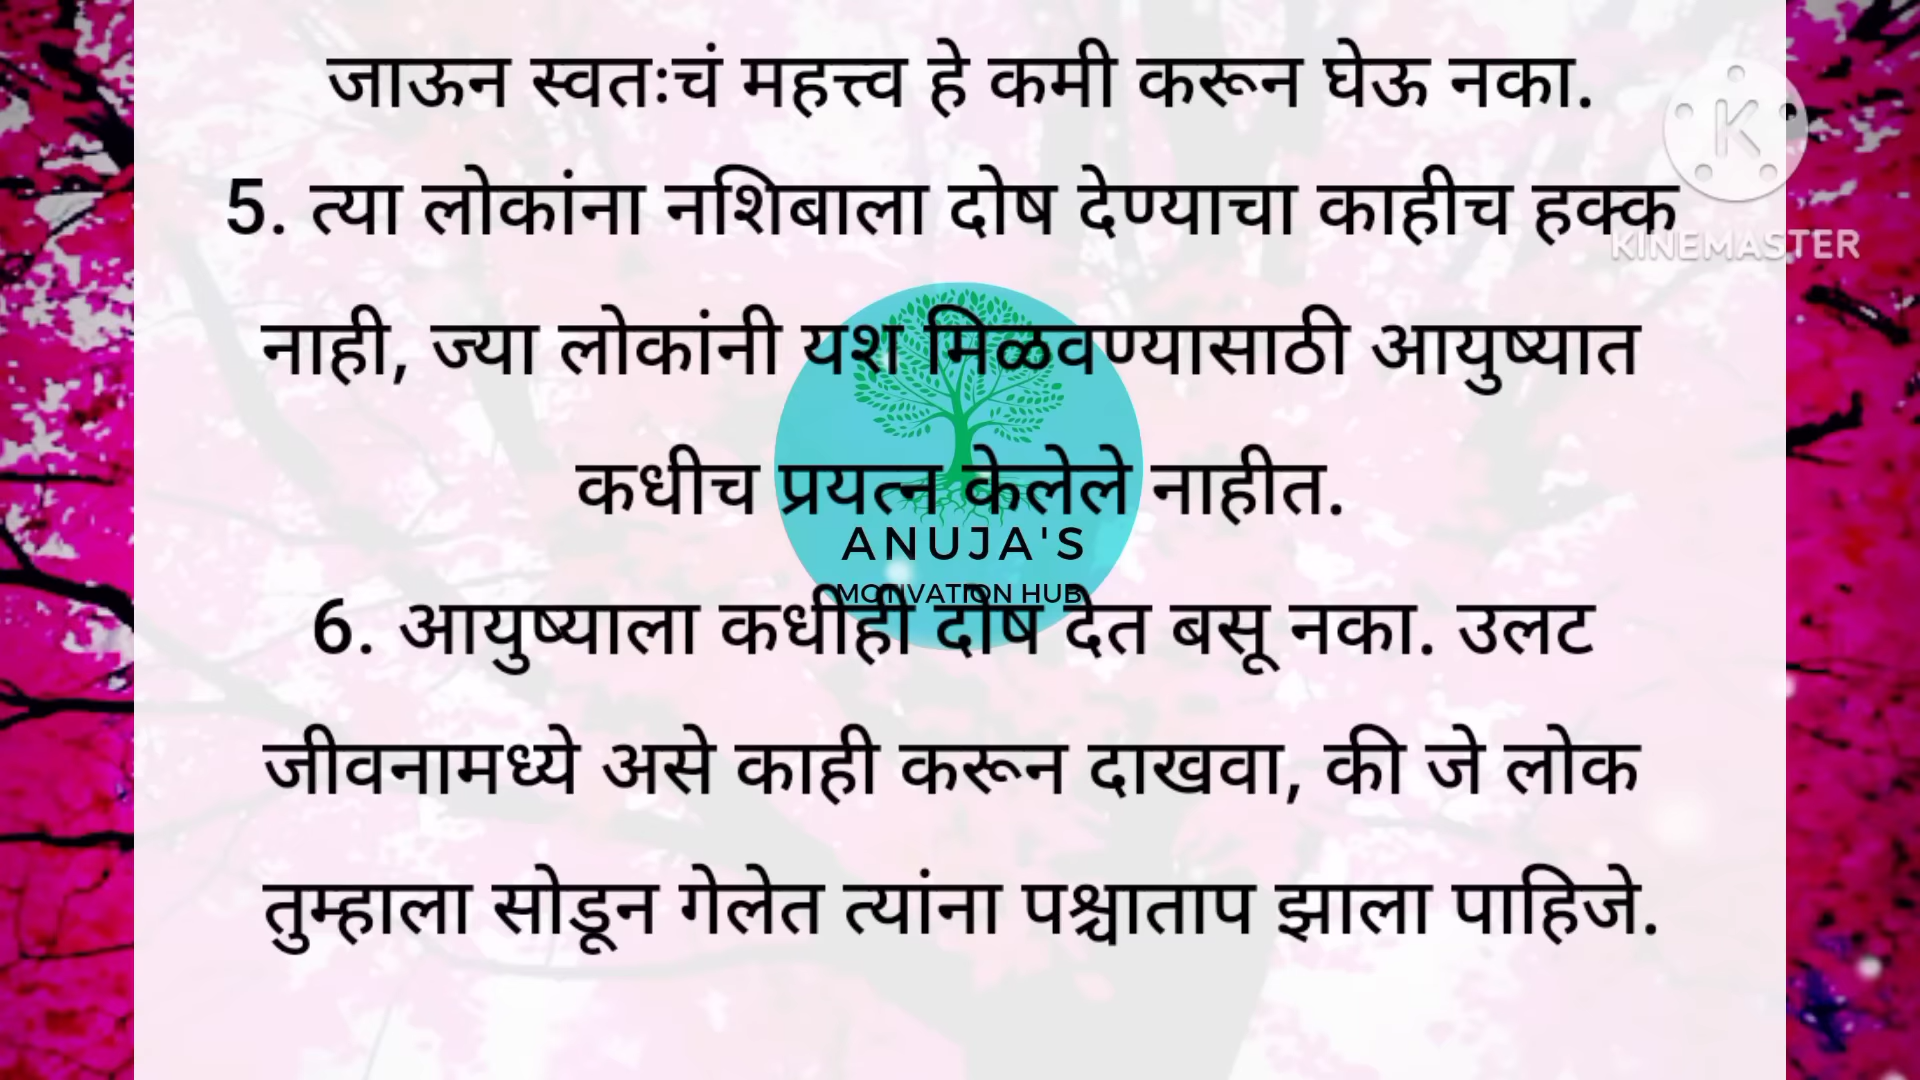 जाऊन स्वतःचं महत्त्व हे कमी करून घेऊ नका.
5. त्या लोकांना नशिबाला दोष देण्याचा काहीच हक्क
KINEMASTER
नाही, ज्या लोकांनी यश मिळवण्यासाठी आयुष्यात
कधीच प्रयत्न केलेले नाहीत.
ANUJA'S
MOTIVATION HUB
6. आयुष्याला कधीही दोष देत बसू नका. उलट
जीवनामध्ये असे काही करून दाखवा, की जे लोक
तुम्हाला सोडून गेलेत त्यांना पश्चाताप झाला पाहिजे.